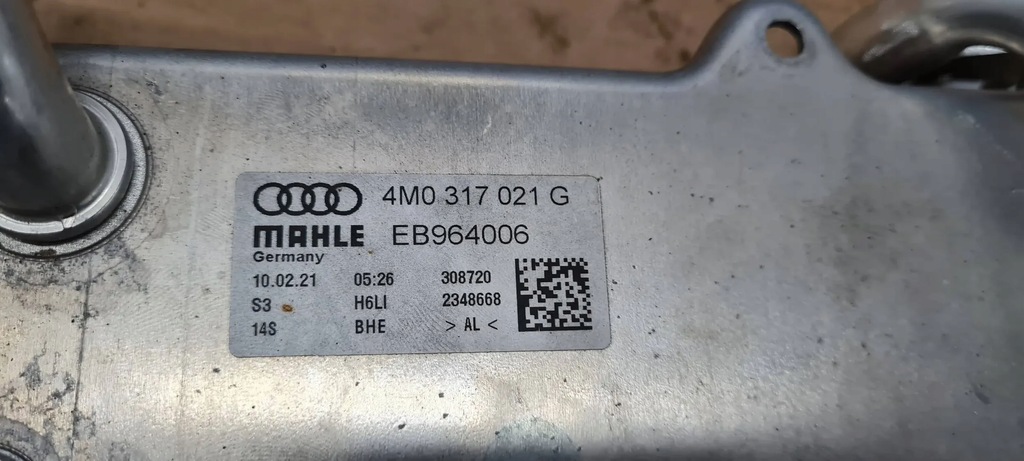 4M0 317 021 G
MAHLE EB964006
Germany
10.02.21 05:26 308720
S3 H6LI 2348668
14S BHE > AL <